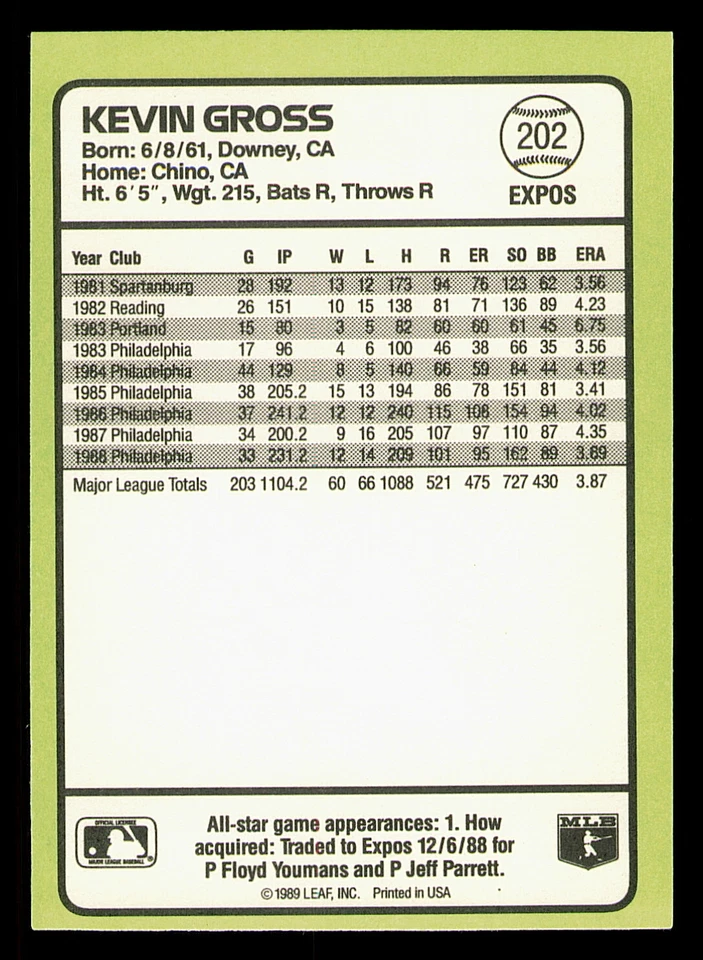 KEVIN GROSS
Born: 6/8/61, Downey, CA
Home: Chino, CA
Ht. 6'5", Wgt. 215, Bats R, Throws R
202
EXPOS
Year Club G IP W L H R ER SO BB ERA
1981 Spartanburg 28 192 13 12 173 94 76 123 62 3.56
1982 Reading 26 151 10 15 138 81 71 136 89 4.23
1983 Portland 15 80 3 5 82 60 60 61 45 6.75
1983 Philadelphia 17 96 4 6 100 46 38 66 35 3.56
1984 Philadelphia 44 129 8 5 140 66 59 84 44 4.12
1985 Philadelphia 38 205.2 15 13 194 86 78 151 81 3.41
1986 Philadelphia 37 241.2 12 12 240 115 108 154 94 4.02
1987 Philadelphia 34 200.2 9 16 205 107 97 110 87 4.35
1988 Philadelphia 33 231.2 12 14 209 101 95 162 89 3.69
Major League Totals 203 1104.2 60 66 1088 521 475 727 430 3.87
OFFICIAL LICENSEE
MAJOR LEAGUE BASEBALL
All-star game appearances: 1. How
acquired: Traded to Expos 12/6/88 for
P Floyd Youmans and P Jeff Parrett.
© 1989 LEAF, INC. Printed in USA
MLB